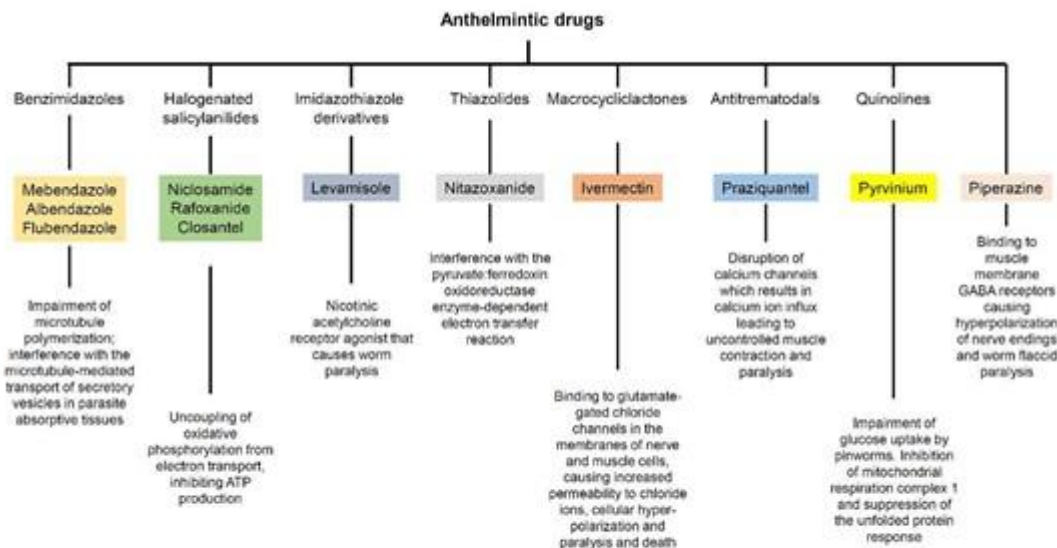 Anthelmintic drugs
Benzimidazoles
Mebendazole
Albendazole
Flubendazole
Impairment of
microtubule
polymerization;
interference with the
microtubule-mediated
transport of secretory
vesicles in parasite
absorptive tissues
Halogenated
salicylanilides
Niclosamide
Rafoxanide
Closantel
Uncoupling of
oxidative
phosphorylation from
electron transport,
inhibiting ATP
production
Imidazothiazole
derivatives
Levamisole
Nicotinic
acetylcholine
receptor agonist that
causes worm
paralysis
Thiazolides
Nitazoxanide
Interference with the
pyruvate:ferredoxin
oxidoreductase
enzyme-dependent
electron transfer
reaction
Macrocycliclactones
Ivermectin
Binding to glutamate-
gated chloride
channels in the
membranes of nerve
and muscle cells,
causing increased
permeability to chloride
ions, cellular hyper-
polarization and
paralysis and death
Antitrematodals
Praziquantel
Disruption of
calcium channels
which results in
calcium ion influx
leading to
uncontrolled muscle
contraction and
paralysis
Quinolines
Pyrvinium
Impairment of
glucose uptake by
pinworms. Inhibition
of mitochondrial
respiration complex 1
and suppression of
the unfolded protein
response
Piperazine
Binding to
muscle
membrane
GABA receptors
causing
hyperpolarization
of nerve endings
and worm flaccid
paralysis